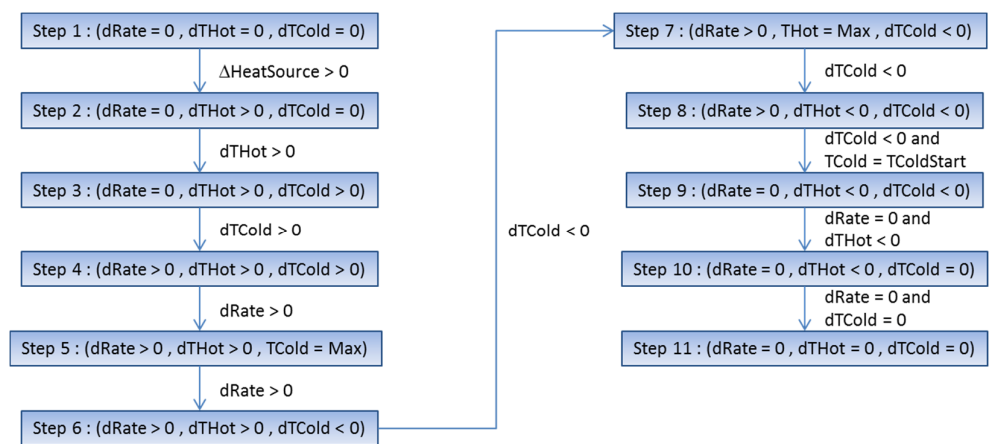 Step 1 : (dRate = 0 , dTHot = 0 , dTCold = 0)
ΔHeatSource > 0
Step 2 : (dRate = 0 , dTHot > 0 , dTCold = 0)
dTHot > 0
Step 3 : (dRate = 0 , dTHot > 0 , dTCold > 0)
dTCold > 0
Step 4 : (dRate > 0 , dTHot > 0 , dTCold > 0)
dRate > 0
Step 5 : (dRate > 0 , dTHot > 0 , TCold = Max)
dRate > 0
Step 6 : (dRate > 0 , dTHot > 0 , dTCold < 0)
dTCold < 0
Step 7 : (dRate > 0 , THot = Max , dTCold < 0)
dTCold < 0
Step 8 : (dRate > 0 , dTHot < 0 , dTCold < 0)
dTCold < 0 and
TCold = TColdStart
Step 9 : (dRate = 0 , dTHot < 0 , dTCold < 0)
dRate = 0 and
dTHot < 0
Step 10 : (dRate = 0 , dTHot < 0 , dTCold = 0)
dRate = 0 and
dTCold = 0
Step 11 : (dRate = 0 , dTHot = 0 , dTCold = 0)